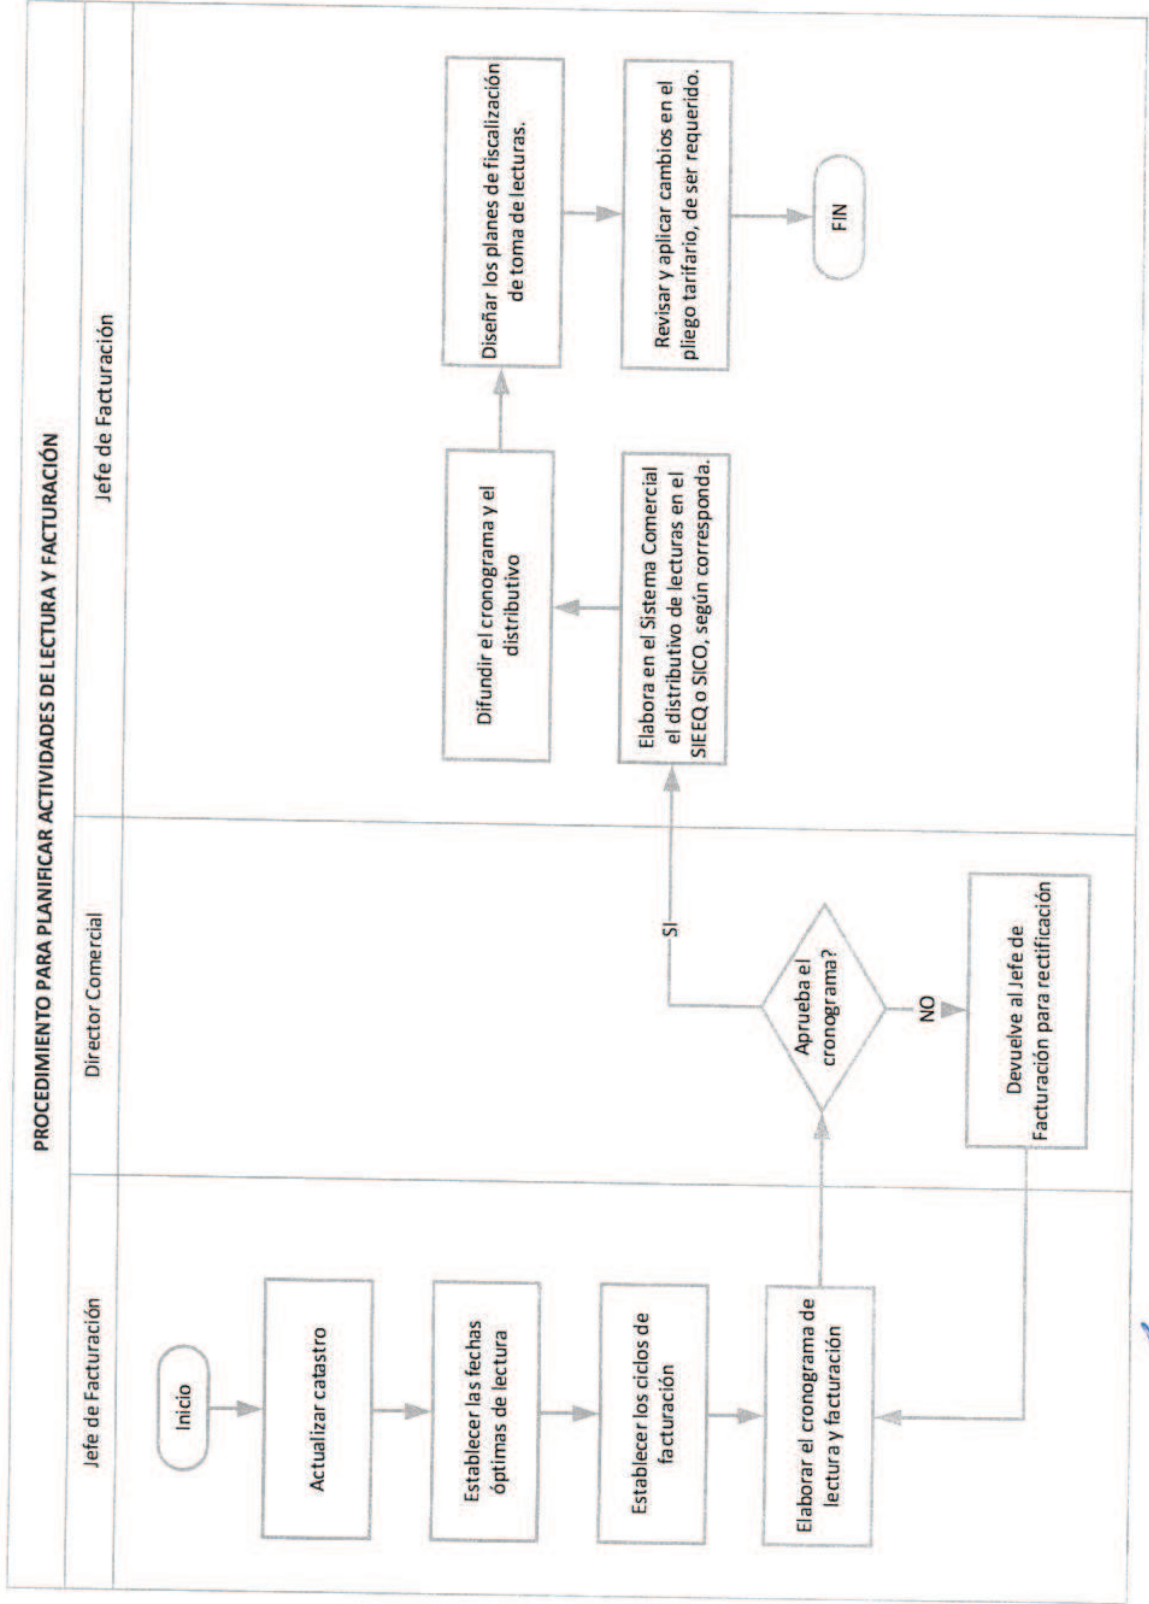 PROCEDIMIENTO PARA PLANIFICAR ACTIVIDADES DE LECTURA Y FACTURACIÓN
Jefe de Facturación
Director Comercial
Jefe de Facturación
Inicio
Actualizar catastro
Establecer las fechas
óptimas de lectura
Establecer los ciclos de
facturación
Elaborar el cronograma de
lectura y facturación
Aprueba el
cronograma?
SI
NO
Devuelve al Jefe de
Facturación para rectificación
Elabora en el Sistema Comercial
el distributivo de lecturas en el
SIEEQ o SICO, según corresponda.
Difundir el cronograma y el
distributivo
Diseñar los planes de fiscalización
de toma de lecturas.
Revisar y aplicar cambios en el
pliego tarifario, de ser requerido.
FIN